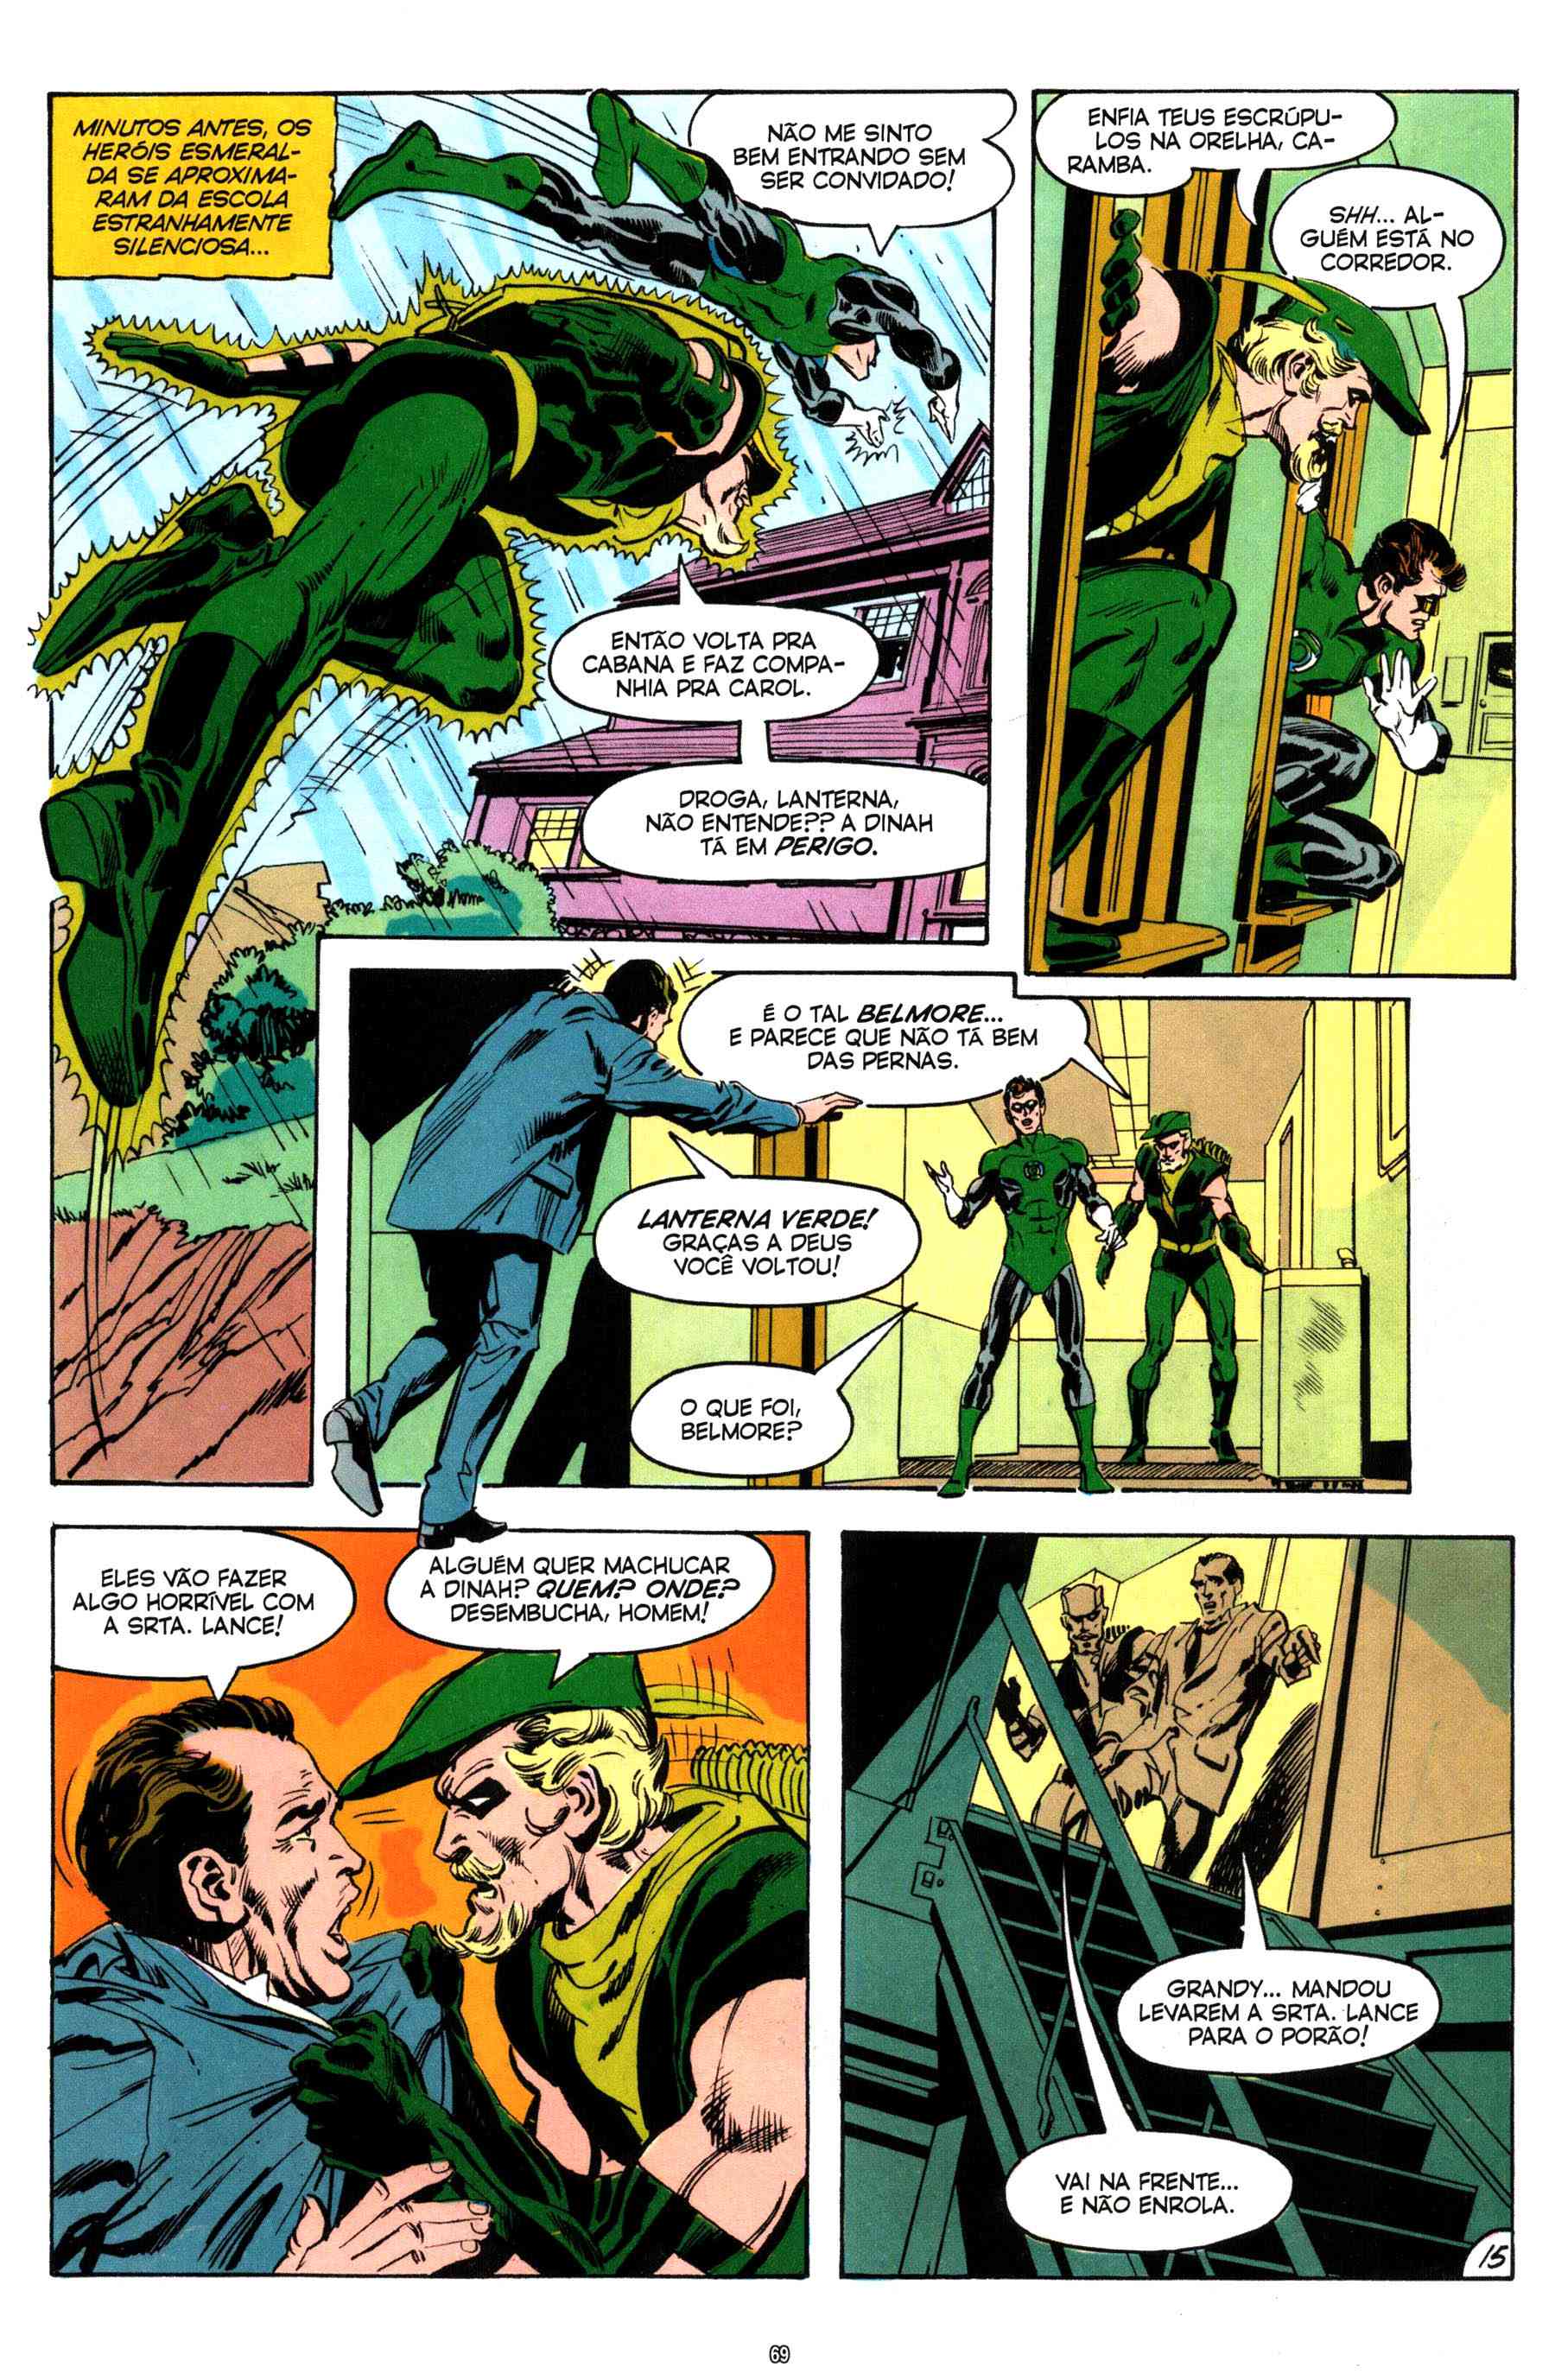 MINUTOS ANTES, OS
HERÓIS ESMERAL-
DA SE APROXIMA-
RAM DA ESCOLA
ESTRANHAMENTE
SILENCIOSA...
NÃO ME SINTO
BEM ENTRANDO SEM
SER CONVIDADO!
ENTÃO VOLTA PRA
CABANA E FAZ COMPA-
NHIA PRA CAROL.
DROGA, LANTERNA,
NÃO ENTENDE?? A DINAH
TÁ EM PERIGO.
ENFIA TEUS ESCRÚPU-
LOS NA ORELHA, CA-
RAMBA.
SHH... AL-
GUÉM ESTÁ NO
CORREDOR.
É O TAL BELMORE...
E PARECE QUE NÃO TÁ BEM
DAS PERNAS.
LANTERNA VERDE!
GRAÇAS A DEUS
VOCÊ VOLTOU!
O QUE FOI,
BELMORE?
ELES VÃO FAZER
ALGO HORRÍVEL COM
A SRTA. LANCE!
ALGUÉM QUER MACHUCAR
A DINAH? QUEM? ONDE?
DESEMBUCHA, HOMEM!
GRANDY... MANDOU
LEVAREM A SRTA. LANCE
PARA O PORÃO!
VAI NA FRENTE...
E NÃO ENROLA.
15
69